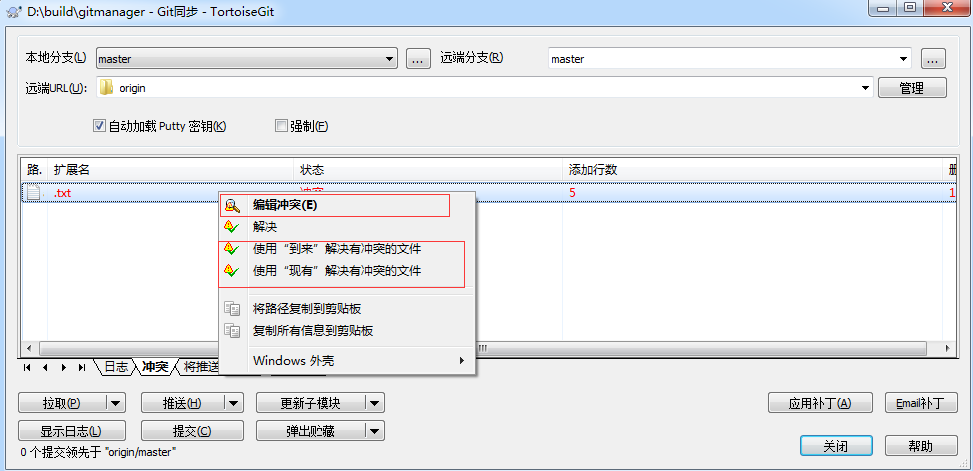 D:\build\gitmanager - Git同步 - TortoiseGit
本地分支(L) master ... 远端分支(R) master ...
远端URL(U): origin 管理
自动加载 Putty 密钥(K) 强制(F)
路. 扩展名 状态 添加行数
.txt 冲突 5 1
编辑冲突(E)
解决
使用“到来”解决有冲突的文件
使用“现有”解决有冲突的文件
将路径复制到剪贴板
复制所有信息到剪贴板
Windows 外壳
日志 冲突 将推送
拉取(P) 推送(H) 更新子模块 应用补丁(A) Email补丁
显示日志(L) 提交(C) 弹出贮藏
0 个提交领先于 "origin/master" 关闭 帮助